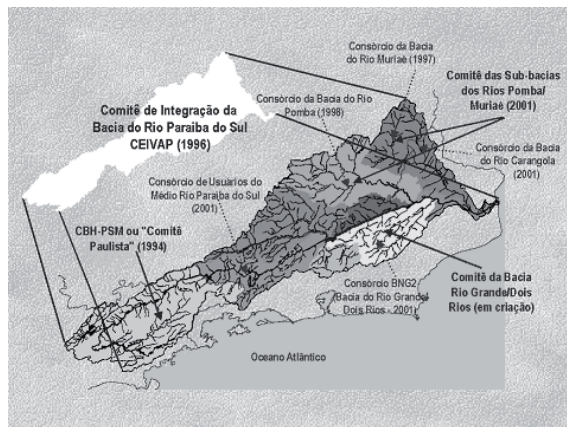 Consórcio da Bacia
do Rio Muriaé (1997)
Comitê das Sub-bacias
dos Rios Pomba/
Muriaé (2001)
Comitê de Integração da
Bacia do Rio Paraíba do Sul
CEIVAP (1996)
Consórcio da Bacia do Rio
Pomba (1998)
Consórcio da Bacia
do Rio Carangola
(2001)
Consórcio de Usuários do
Médio Rio Paraíba do Sul
(2001)
CBH-PSM ou "Comitê
Paulista" (1994)
Consórcio BNG2
(Bacia do Rio Grande/
Dois Rios - 2001)
Comitê da Bacia
Rio Grande/Dois
Rios (em criação)
Oceano Atlântico